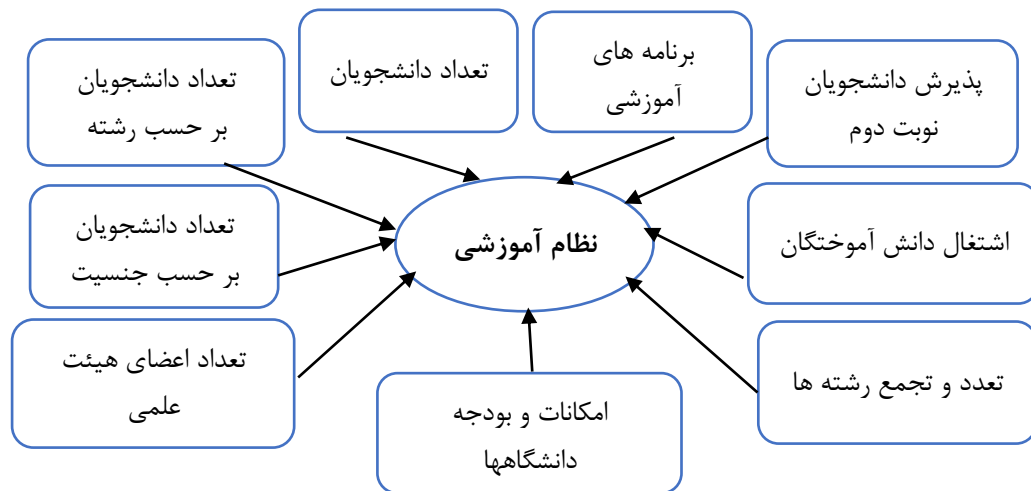 برنامه های
آموزشی
پذیرش دانشجویان
نوبت دوم
تعداد دانشجویان
تعداد دانشجویان
بر حسب رشته
اشتغال دانش آموختگان
نظام آموزشی
تعداد دانشجویان
بر حسب جنسیت
تعدد و تجمع رشته ها
تعداد اعضای هیئت
علمی
امکانات و بودجه
دانشگاهها